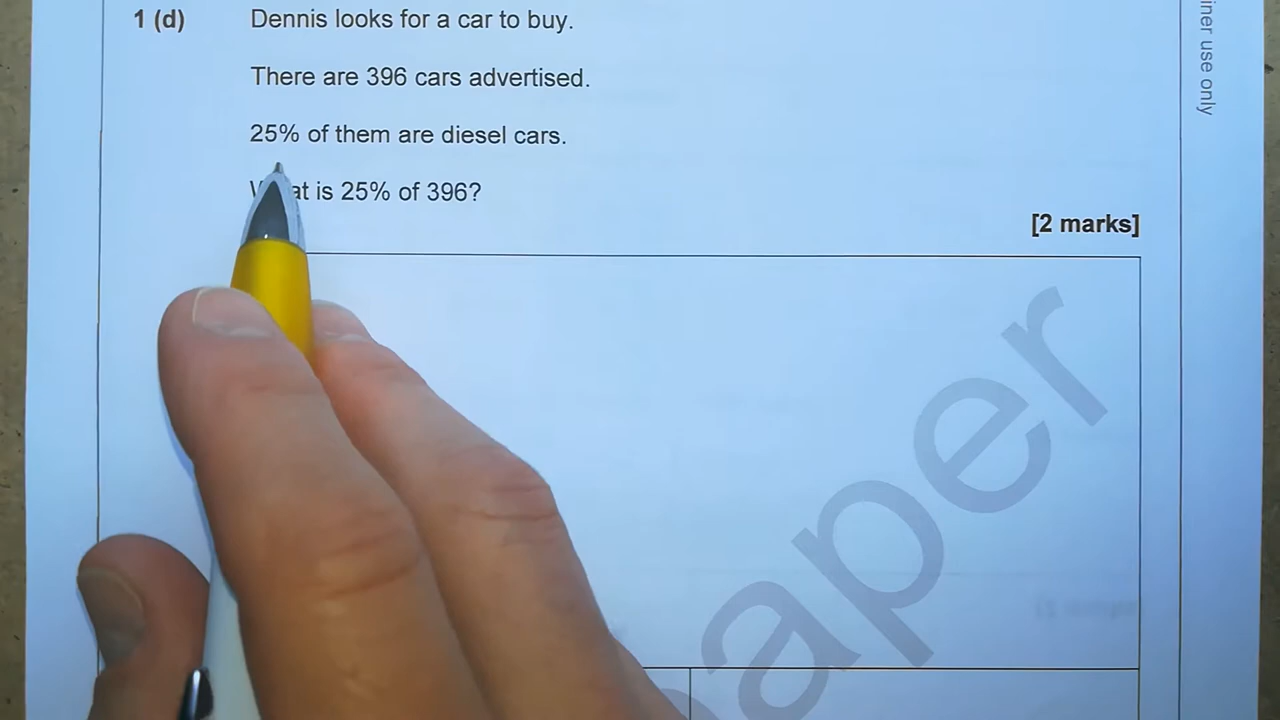 1 (d) Dennis looks for a car to buy.
There are 396 cars advertised.
25% of them are diesel cars.
is 25% of 396?
[2 marks]
iner use only
aper